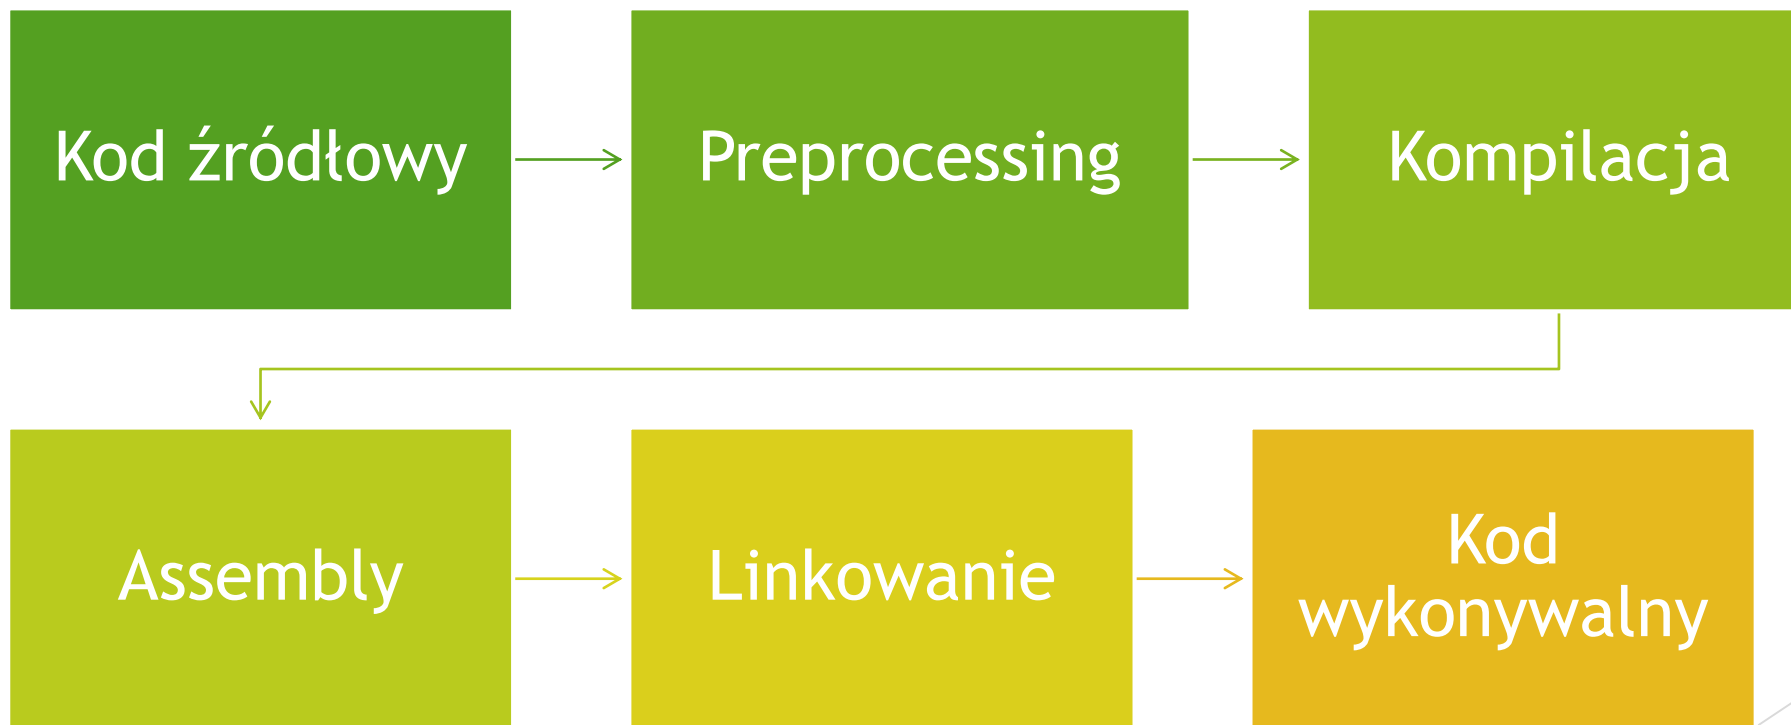 Kod źródłowy
Preprocessing
Kompilacja
Assembly
Linkowanie
Kod
wykonywalny